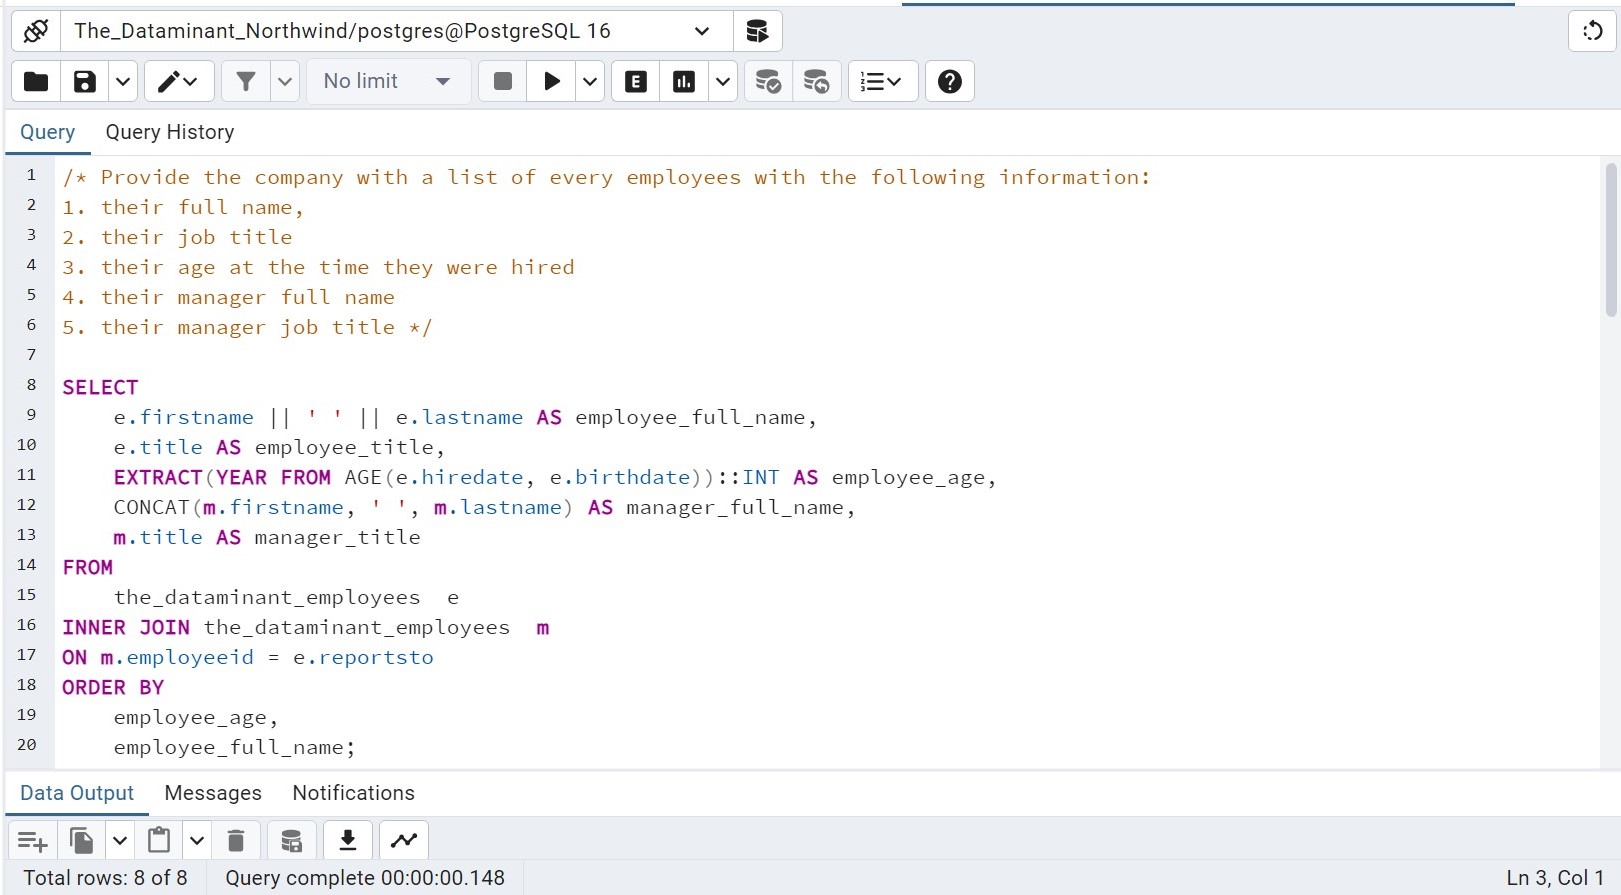 The_Dataminant_Northwind/postgres@PostgreSQL 16
No limit
E
Query Query History
1 /* Provide the company with a list of every employees with the following information:
2 1. their full name,
3 2. their job title
4 3. their age at the time they were hired
5 4. their manager full name
6 5. their manager job title */
7
8 SELECT
9 e.firstname || ' ' || e.lastname AS employee_full_name,
10 e.title AS employee_title,
11 EXTRACT(YEAR FROM AGE(e.hiredate, e.birthdate))::INT AS employee_age,
12 CONCAT(m.firstname, ' ', m.lastname) AS manager_full_name,
13 m.title AS manager_title
14 FROM
15 the_dataminant_employees e
16 INNER JOIN the_dataminant_employees m
17 ON m.employeeid = e.reportsto
18 ORDER BY
19 employee_age,
20 employee_full_name;
Data Output Messages Notifications
Total rows: 8 of 8 Query complete 00:00:00.148 Ln 3, Col 1